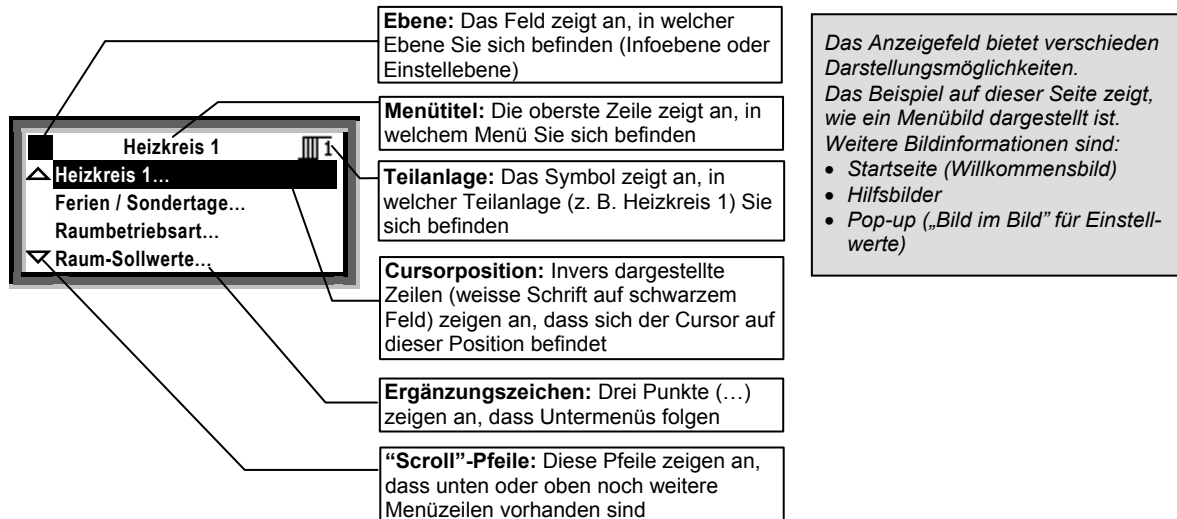 Ebene: Das Feld zeigt an, in welcher
Ebene Sie sich befinden (Infoebene oder
Einstellebene)
Menütitel: Die oberste Zeile zeigt an, in
welchem Menü Sie sich befinden
Heizkreis 1
1
Heizkreis 1...
Ferien / Sondertage...
Raumbetriebsart...
Raum-Sollwerte...
Teilanlage: Das Symbol zeigt an, in
welcher Teilanlage (z. B. Heizkreis 1) Sie
sich befinden
Cursorposition: Invers dargestellte
Zeilen (weisse Schrift auf schwarzem
Feld) zeigen an, dass sich der Cursor auf
dieser Position befindet
Ergänzungszeichen: Drei Punkte (…)
zeigen an, dass Untermenüs folgen
“Scroll”-Pfeile: Diese Pfeile zeigen an,
dass unten oder oben noch weitere
Menüzeilen vorhanden sind
Das Anzeigefeld bietet verschieden
Darstellungsmöglichkeiten.
Das Beispiel auf dieser Seite zeigt,
wie ein Menübild dargestellt ist.
Weitere Bildinformationen sind:
• Startseite (Willkommensbild)
• Hilfsbilder
• Pop-up („Bild im Bild” für Einstell-
werte)